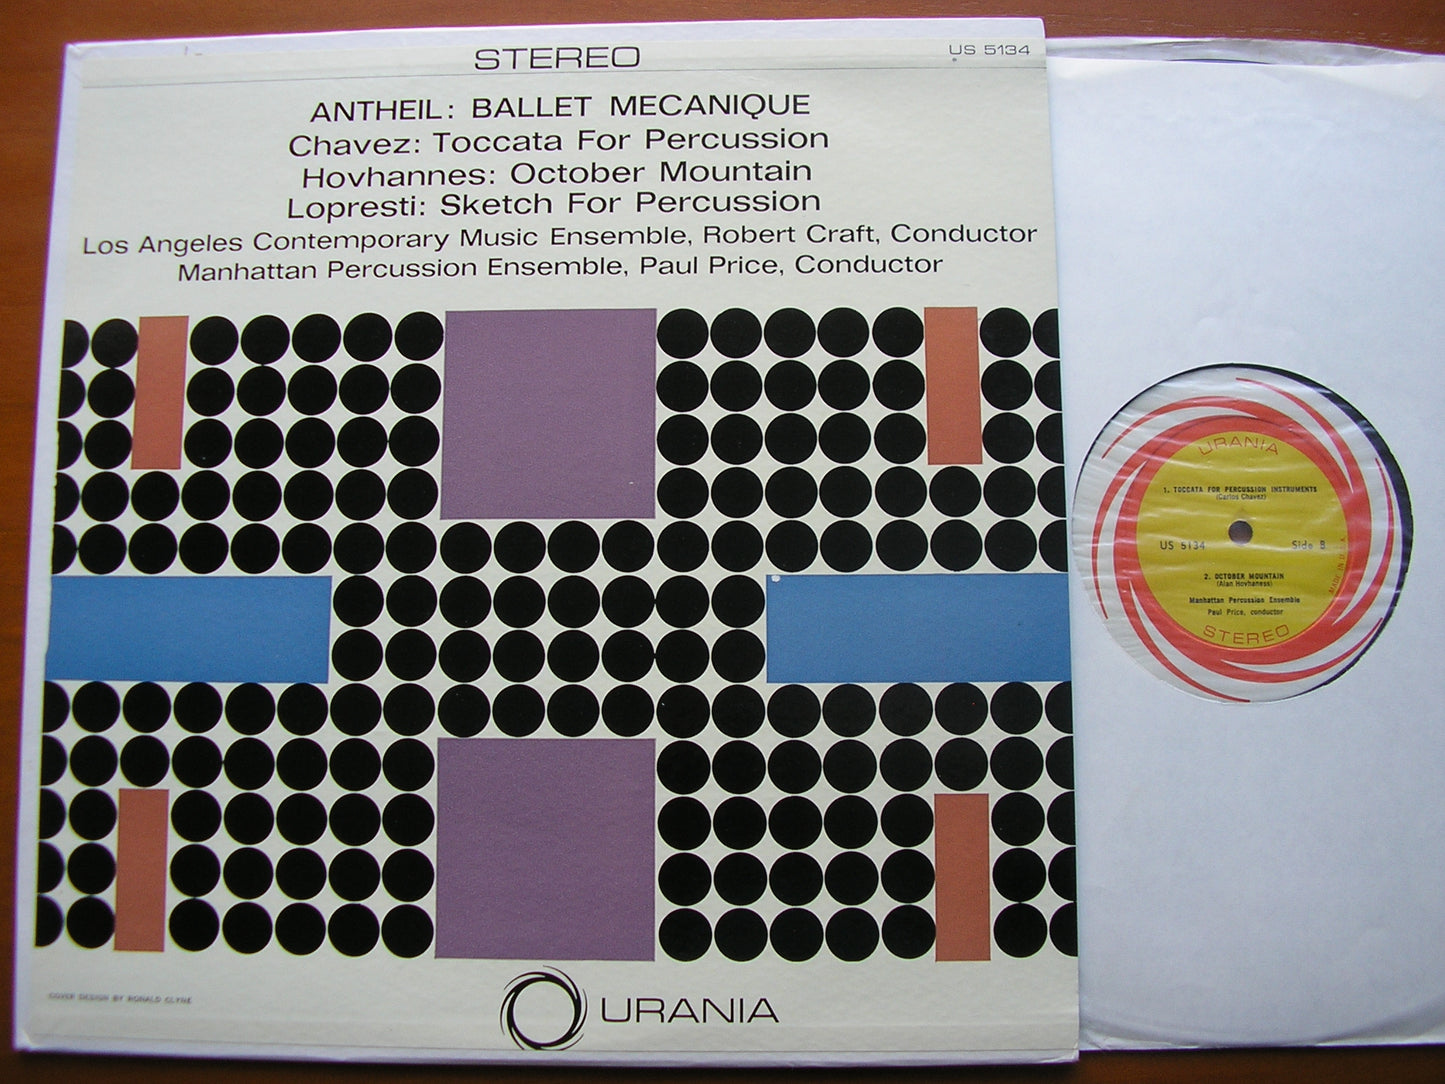 STEREO
US 5134
ANTHEIL: BALLET MECANIQUE
Chavez: Toccata For Percussion
Hovhannes: October Mountain
Lopresti: Sketch For Percussion
Los Angeles Contemporary Music Ensemble, Robert Craft, Conductor
Manhattan Percussion Ensemble, Paul Price, Conductor
COVER DESIGN BY RONALD CLYNE
URANIA
URANIA
1. TOCCATA FOR PERCUSSION INSTRUMENTS
(Carlos Chavez)
US 5134 Side B
2. OCTOBER MOUNTAIN
(Alan Hovhaness)
Manhattan Percussion Ensemble
Paul Price, conductor
STEREO
MADE IN U.S.A.